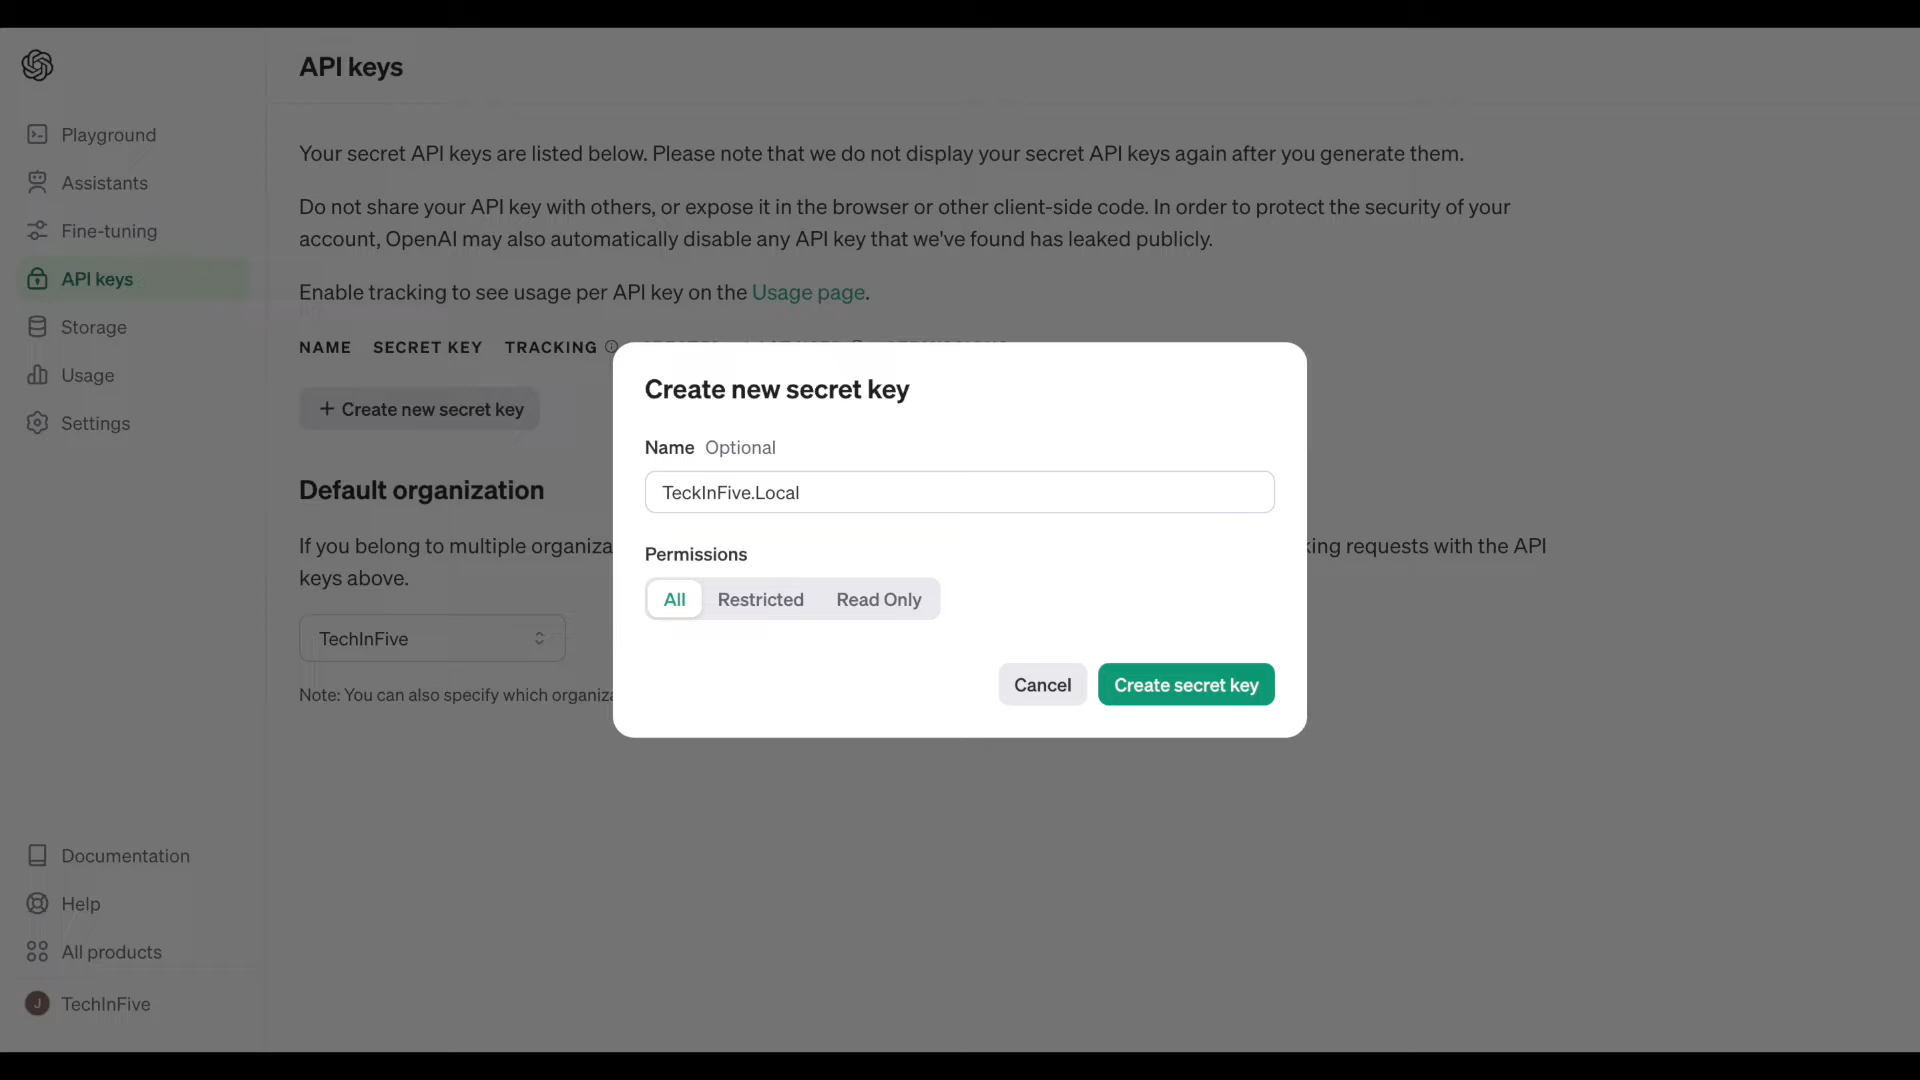 API keys
Playground
Assistants
Fine-tuning
API keys
Storage
Usage
Settings
Your secret API keys are listed below. Please note that we do not display your secret API keys again after you generate them.
Do not share your API key with others, or expose it in the browser or other client-side code. In order to protect the security of your
account, OpenAI may also automatically disable any API key that we've found has leaked publicly.
Enable tracking to see usage per API key on the Usage page.
NAME SECRET KEY TRACKING
+ Create new secret key
Default organization
If you belong to multiple
king requests with the API
keys above.
TechInFive
Note: You can also specify which
Create new secret key
Name Optional
TeckInFive.Local
Permissions
All Restricted Read Only
Cancel Create secret key
Documentation
Help
All products
J TechInFive